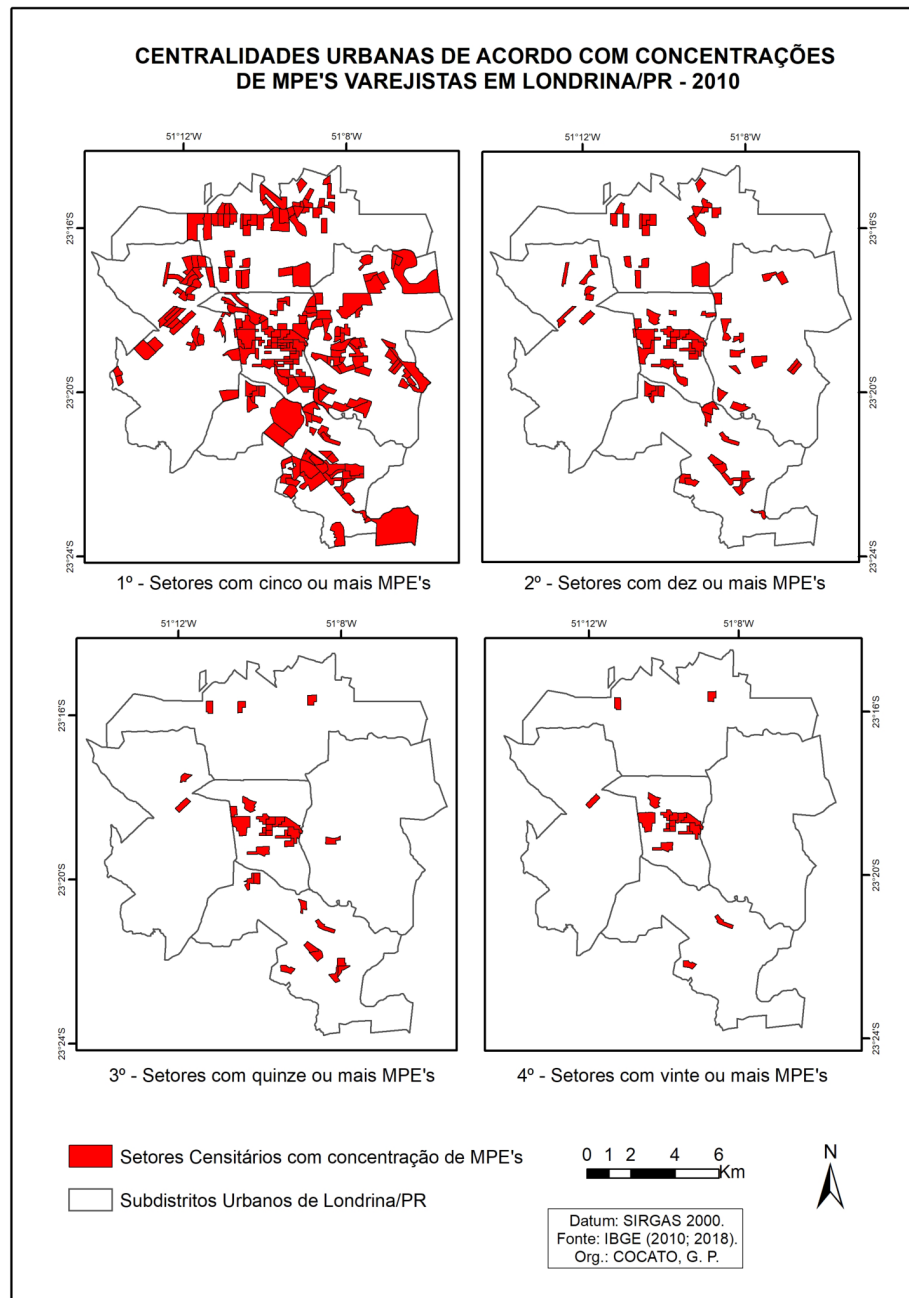 CENTRALIDADES URBANAS DE ACORDO COM CONCENTRAÇÕES
DE MPE'S VAREJISTAS EM LONDRINA/PR - 2010
51°12'W
51°8'W
51°12'W
51°8'W
23°16'S
23°20'S
23°24'S
23°16'S
23°20'S
23°24'S
1º - Setores com cinco ou mais MPE's
2º - Setores com dez ou mais MPE's
51°12'W
51°8'W
51°12'W
51°8'W
23°16'S
23°20'S
23°24'S
23°16'S
23°20'S
23°24'S
3º - Setores com quinze ou mais MPE's
4º - Setores com vinte ou mais MPE's
Setores Censitários com concentração de MPE's
Subdistritos Urbanos de Londrina/PR
0 1 2 4 6
Km
N
Datum: SIRGAS 2000.
Fonte: IBGE (2010; 2018).
Org.: COCATO, G. P.